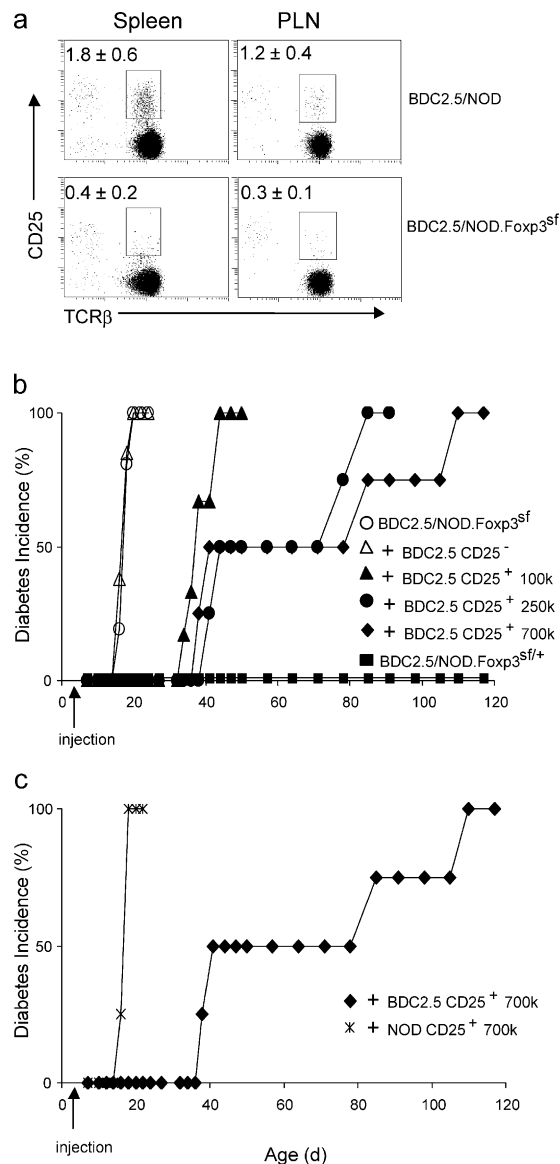 a
Spleen PLN
1.8 ± 0.6 1.2 ± 0.4
BDC2.5/NOD
0.4 ± 0.2 0.3 ± 0.1
BDC2.5/NOD.Foxp3sf
CD25
TCRβ
b
Diabetes Incidence (%)
100
50
0
0 20 40 60 80 100 120
injection
BDC2.5/NOD.Foxp3sf
+ BDC2.5 CD25-
+ BDC2.5 CD25+ 100k
+ BDC2.5 CD25+ 250k
+ BDC2.5 CD25+ 700k
BDC2.5/NOD.Foxp3sf/+
c
Diabetes Incidence (%)
100
50
0
0 20 40 60 80 100 120
injection
+ BDC2.5 CD25+ 700k
+ NOD CD25+ 700k
Age (d)